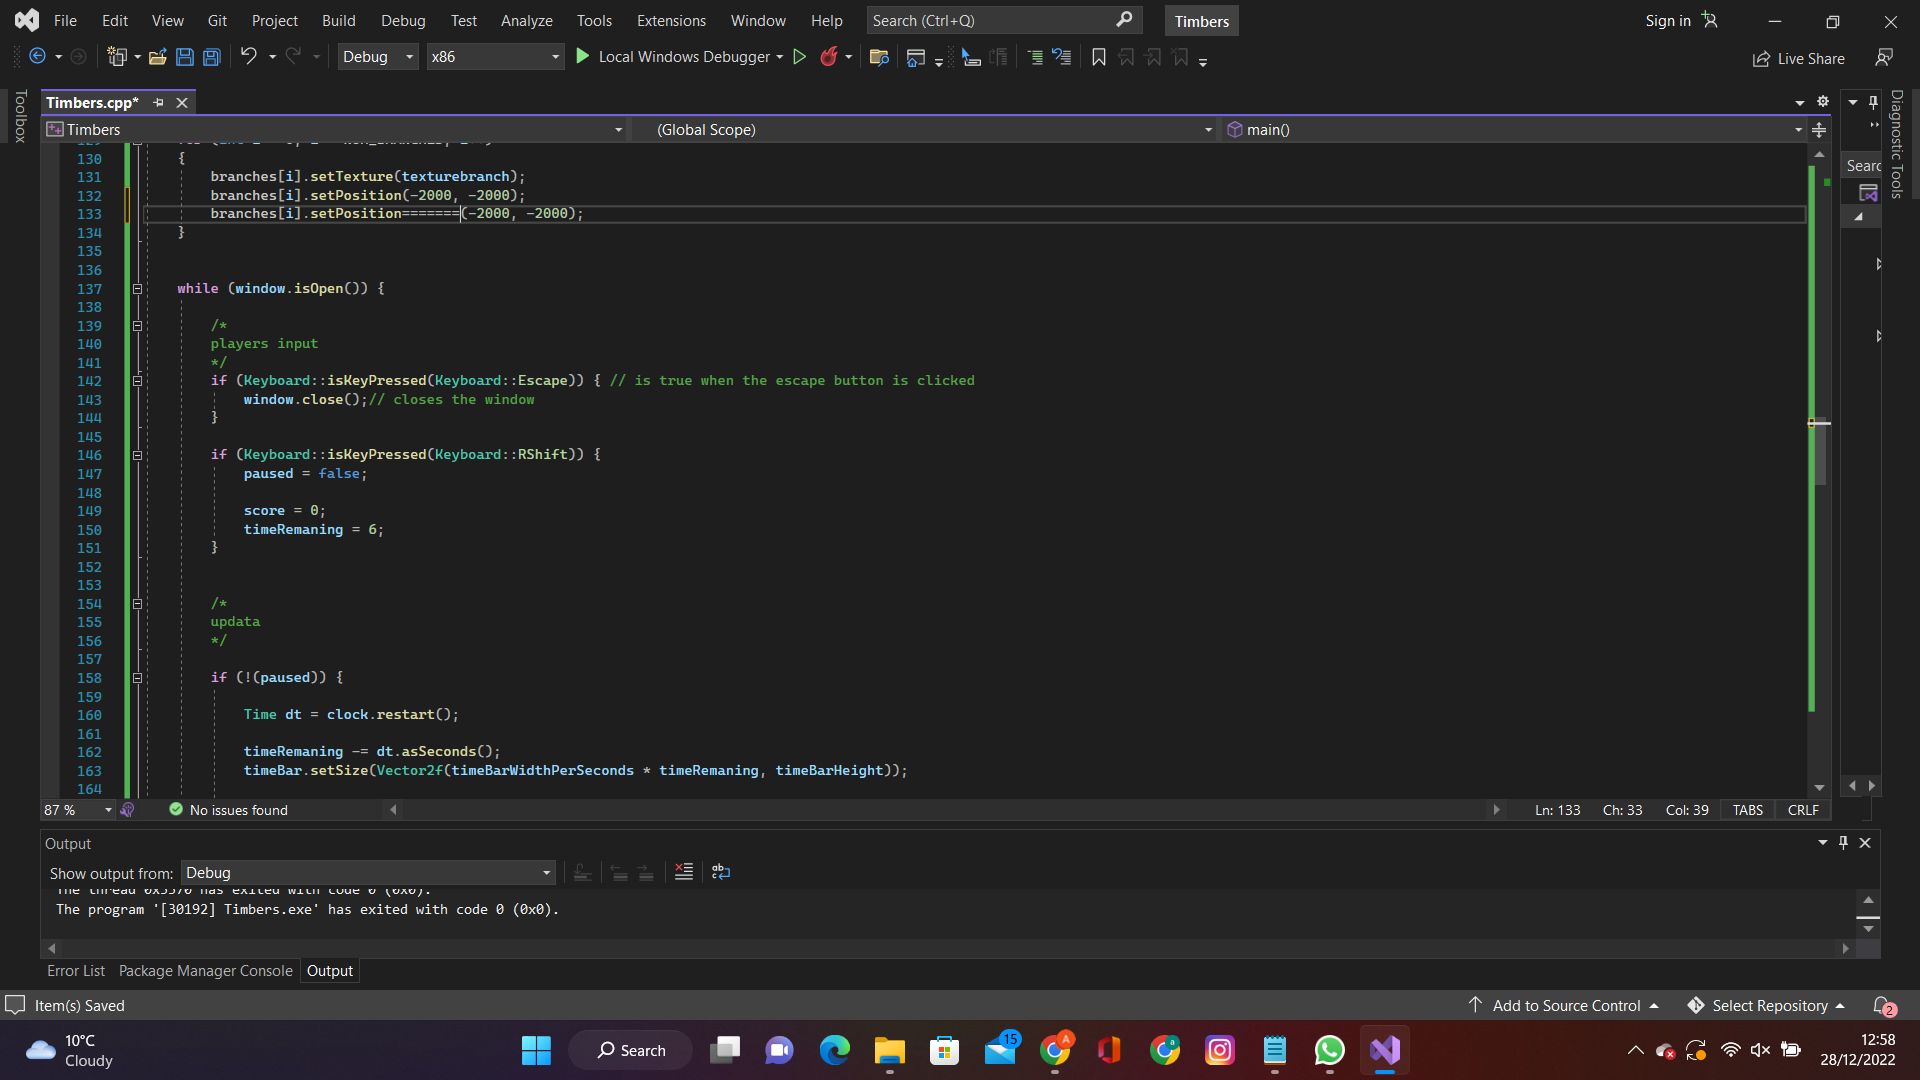 File Edit View Git Project Build Debug Test Analyze Tools Extensions Window Help Search (Ctrl+Q) Timbers Sign in
Debug x86 Local Windows Debugger Live Share
Toolbox
Timbers.cpp*
Diagnostic Tools
Timbers (Global Scope) main()
Searc
130 {
131 branches[i].setTexture(texturebranch);
132 branches[i].setPosition(-2000, -2000);
133 branches[i].setPosition=======(-2000, -2000);
134 }
135
136
137 while (window.isOpen()) {
138
139 /*
140 players input
141 */
142 if (Keyboard::isKeyPressed(Keyboard::Escape)) { // is true when the escape button is clicked
143 window.close();// closes the window
144 }
145
146 if (Keyboard::isKeyPressed(Keyboard::RShift)) {
147 paused = false;
148
149 score = 0;
150 timeRemaning = 6;
151 }
152
153
154 /*
155 updata
156 */
157
158 if (!(paused)) {
159
160 Time dt = clock.restart();
161
162 timeRemaning -= dt.asSeconds();
163 timeBar.setSize(Vector2f(timeBarWidthPerSeconds * timeRemaning, timeBarHeight));
164
87 % No issues found Ln: 133 Ch: 33 Col: 39 TABS CRLF
Output
Show output from: Debug
The thread 0x5570 has exited with code 0 (0x0).
The program '[30192] Timbers.exe' has exited with code 0 (0x0).
Error List Package Manager Console Output
Item(s) Saved Add to Source Control Select Repository 2
10°C
Cloudy
Search
15
A
a
12:58
28/12/2022